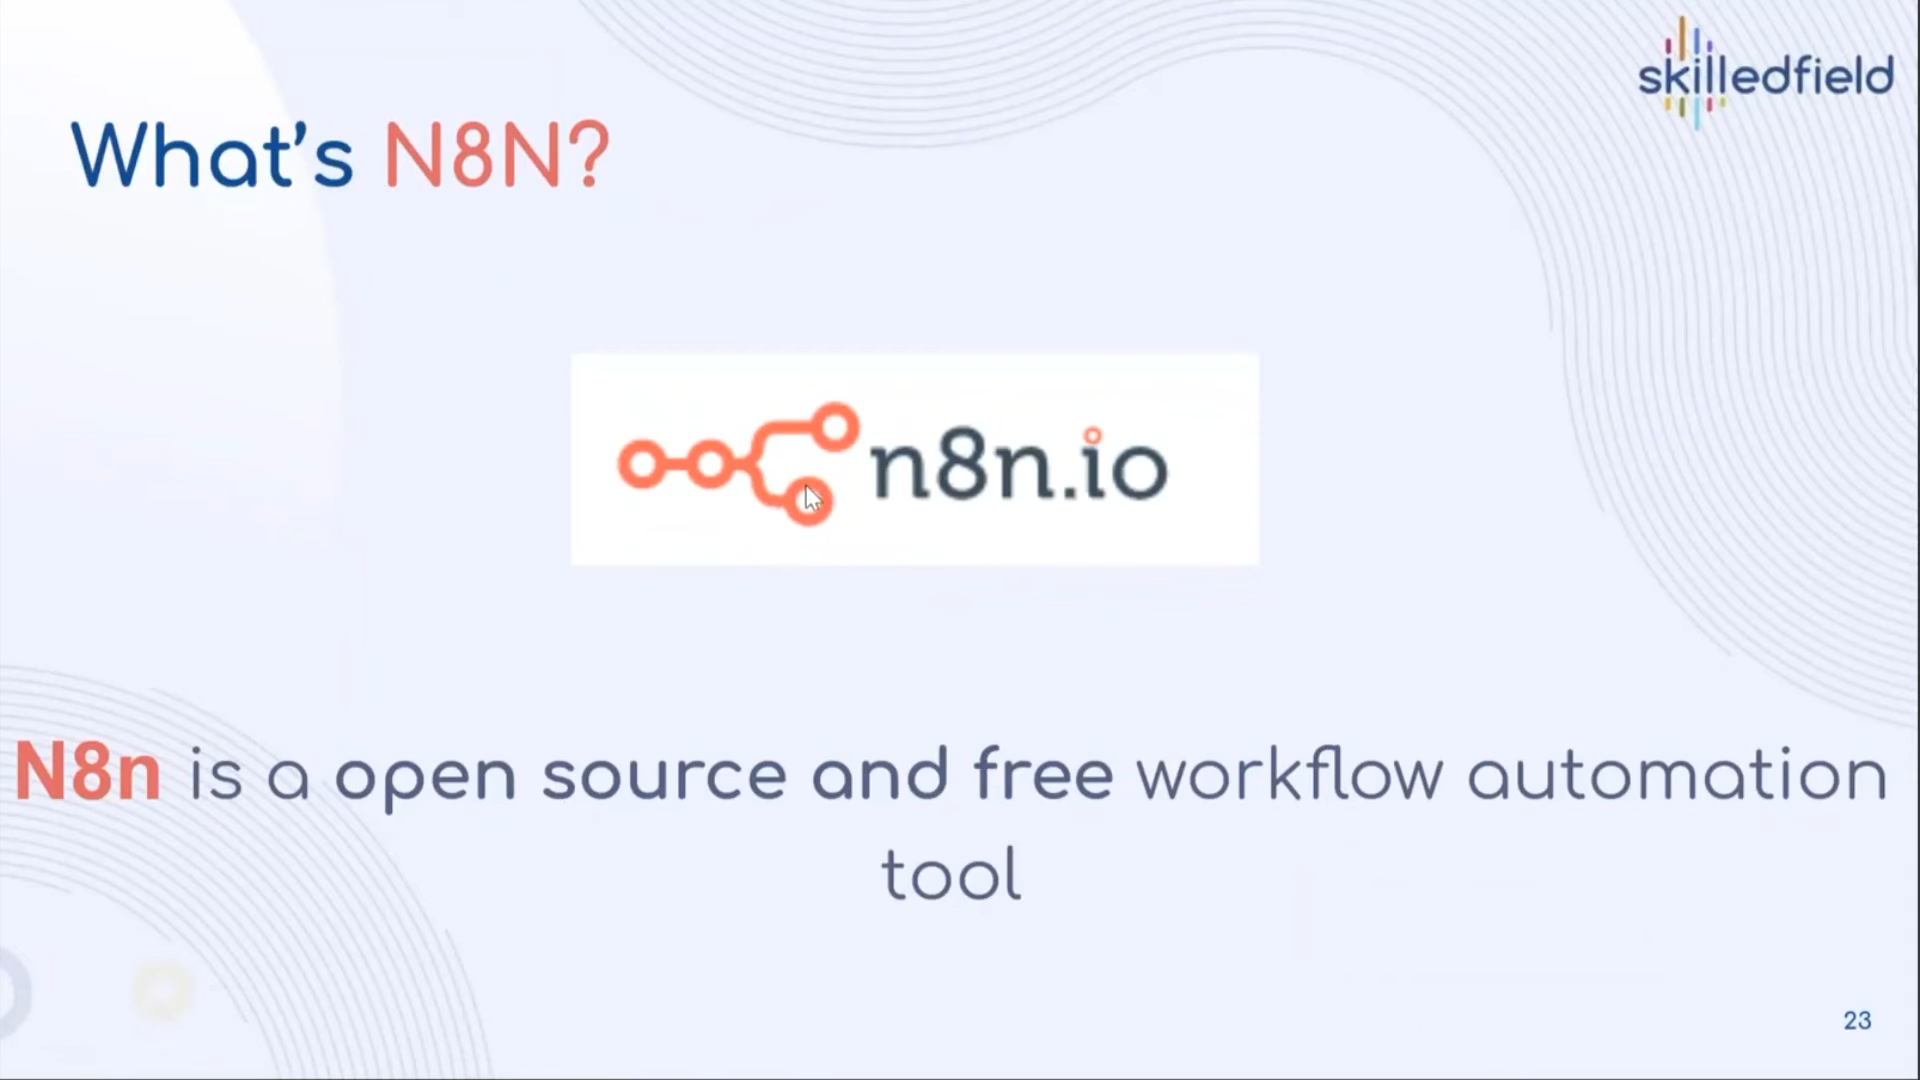 skilledfield
What's N8N?
n8n.io
N8n is a open source and free workflow automation
tool
23